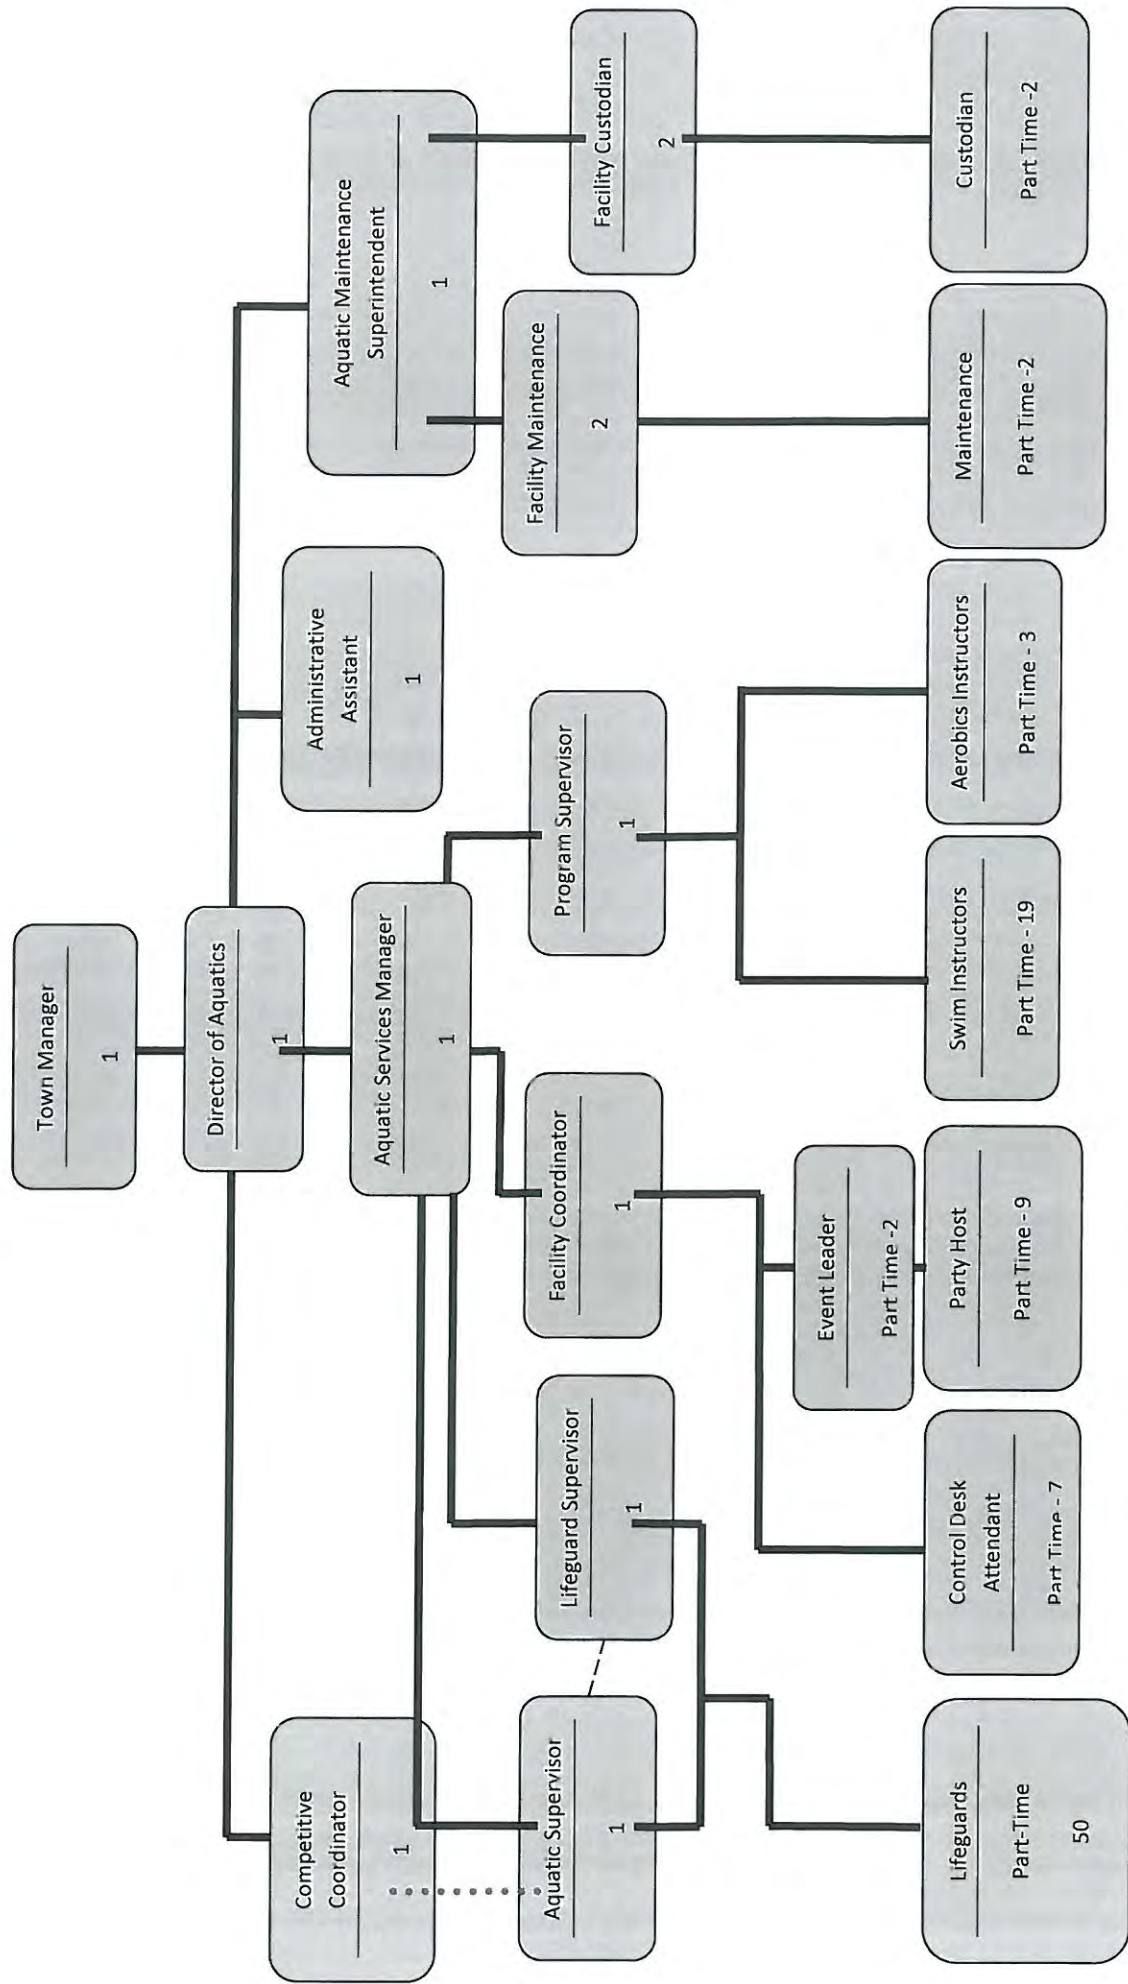 Town Manager
1
Director of Aquatics
1
Competitive
Coordinator
1
Administrative
Assistant
1
Aquatic Maintenance
Superintendent
1
Aquatic Services Manager
1
Aquatic Supervisor
1
Lifeguard Supervisor
1
Facility Coordinator
1
Program Supervisor
1
Facility Maintenance
2
Facility Custodian
2
Event Leader
Part Time -2
Lifeguards
Part-Time
50
Control Desk
Attendant
Part Time - 7
Party Host
Part Time - 9
Swim Instructors
Part Time - 19
Aerobics Instructors
Part Time - 3
Maintenance
Part Time -2
Custodian
Part Time -2